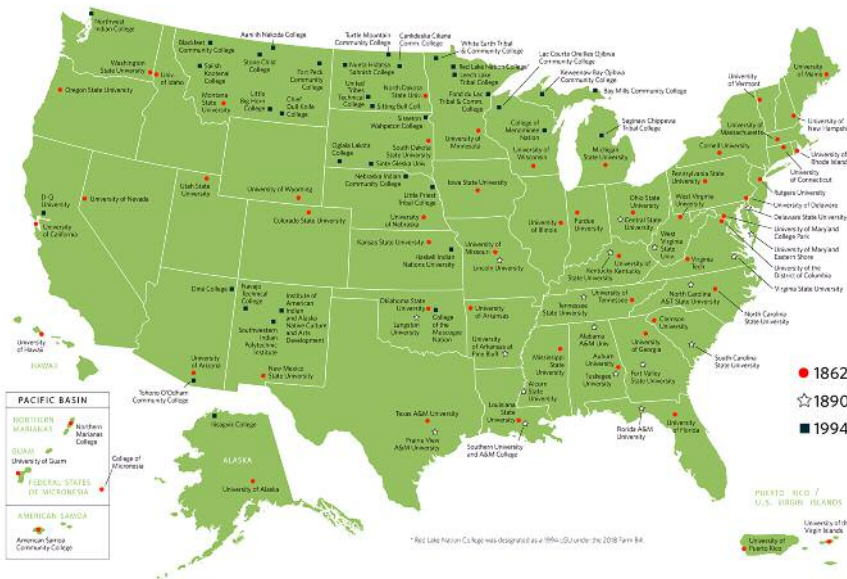 Northwest
Indian College
Washington
State University
Univ.
of Idaho
Oregon State University
Blackfeet
Community College
Salish
Kootenai
College
Montana
State
University
Aaniih Nakoda College
Stone Child
College
Fort Peck
Community
College
Little
Big Horn
College
Chief
Dull Knife
College
Turtle Mountain
Community College
Cankdeska Cikana
Comm. College
Nueta Hidatsa
Sahnish College
United
Tribes
Technical
College
North Dakota
State Univ.
Sitting Bull Coll.
Sisseton
Wahpeton College
White Earth Tribal
& Community College
Red Lake Nation College*
Leech Lake
Tribal College
Fond du Lac
Tribal & Comm.
College
Lac Courte Oreilles Ojibwa
Community College
Keweenaw Bay Ojibwa
Community College
Bay Mills Community College
Saginaw Chippewa
Tribal College
College of
Menominee
Nation
University of
Minnesota
University of
Wisconsin
Michigan
State
University
Oglala Lakota
College
South Dakota
State University
Sinte Gleska Univ.
Nebraska Indian
Community College
Little Priest
Tribal College
Iowa State University
University of
Vermont
University
of Maine
University of
New Hampshire
University of
Massachusetts
University of
Rhode Island
University
of Connecticut
Cornell University
Pennsylvania State
University
Rutgers University
University of Delaware
Delaware State University
University of Maryland
College Park
University of Maryland
Eastern Shore
University of the
District of Columbia
Virginia State University
West Virginia
University
West
Virginia
State
Univ.
Virginia
Tech
Ohio State
University
Central State
University
Purdue
University
University
of Illinois
D-Q
University
University
of California
University of Nevada
Utah State
University
University of Wyoming
Colorado State University
University of
Nebraska
Kansas State University
Haskell Indian
Nations University
University of
Missouri
Lincoln University
Kentucky
State
University
University of
Kentucky
Tennessee
State
University
University of
Tennessee
North Carolina
A&T State University
North Carolina
State University
Clemson
University
South Carolina
State University
University
of Georgia
Fort Valley
State University
Alabama
A&M Univ.
Auburn
University
Tuskegee
University
Mississippi
State
University
Alcorn
State
University
Diné College
Navajo
Technical
College
Institute of
American
Indian
and Alaska
Native Culture
and Arts
Development
Southwestern
Indian
Polytechnic
Institute
Oklahoma State
University
Langston
University
College
of the
Muscogee
Nation
University
of Arkansas
University of
Arkansas at
Pine Bluff
University
of Arizona
Tohono O'Odham
Community College
New Mexico
State University
Texas A&M University
Prairie View
A&M University
Louisiana
State
University
Southern University
and A&M College
Florida A&M
University
University
of Florida
University
of Hawaii
HAWAII
1862
1890
1994
PACIFIC BASIN
NORTHERN
MARIANAS
Northern
Marianas
College
GUAM
University of Guam
FEDERAL STATES
OF MICRONESIA
College of
Micronesia
AMERICAN SAMOA
American Samoa
Community College
Ilisagvik College
ALASKA
University of Alaska
PUERTO RICO /
U.S. VIRGIN ISLANDS
University of the
Virgin Islands
University of
Puerto Rico
* Red Lake Nation College was designated as a 1994 LGU under the 2018 Farm Bill.